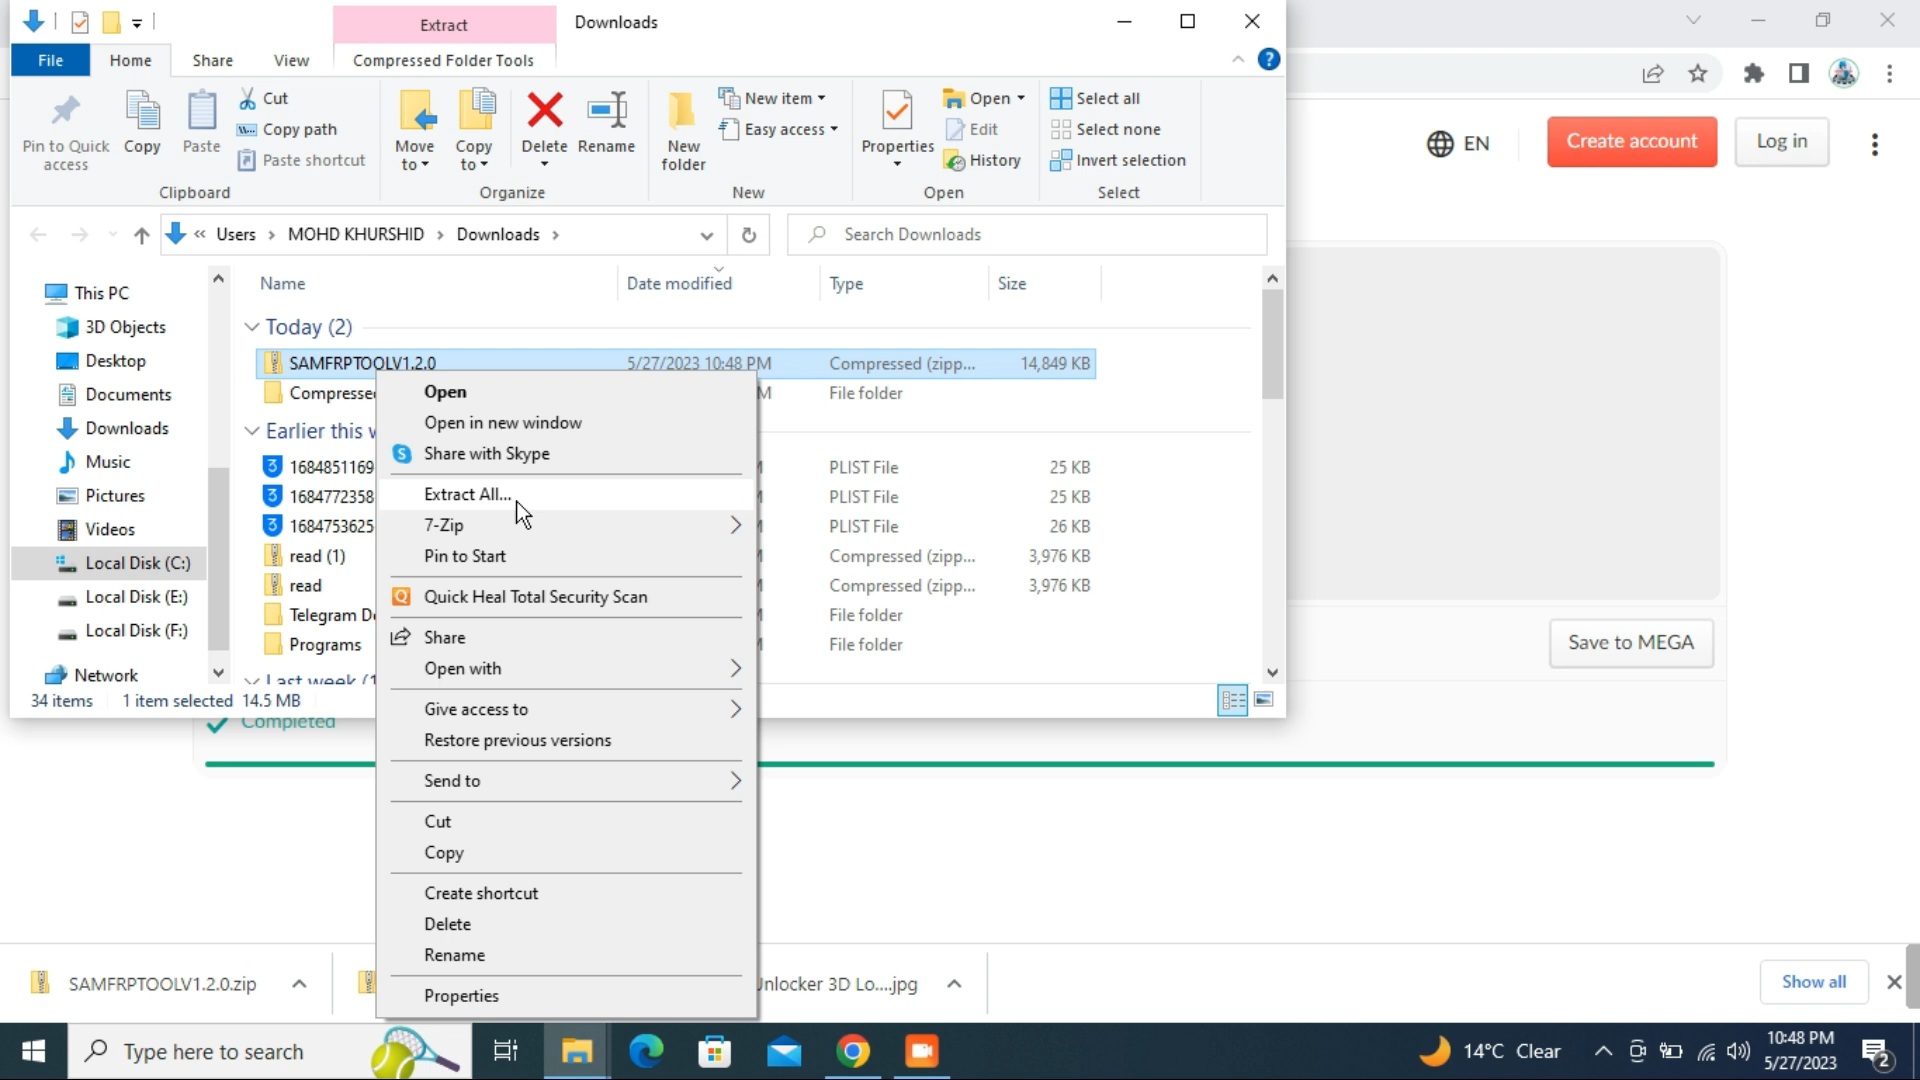 Extract
Downloads
File
Home
Share
View
Compressed Folder Tools
Pin to Quick access
Copy
Paste
Cut
Copy path
Paste shortcut
Clipboard
Move to
Copy to
Delete
Rename
Organize
New folder
New item
Easy access
New
Properties
Open
Edit
History
Open
Select all
Select none
Invert selection
Select
EN
Create account
Log in
« Users > MOHD KHURSHID > Downloads >
Search Downloads
This PC
3D Objects
Desktop
Documents
Downloads
Music
Pictures
Videos
Local Disk (C:)
Local Disk (E:)
Local Disk (F:)
Network
Name
Date modified
Type
Size
Today (2)
SAMFRPTOOLV1.2.0 5/27/2023 10:48 PM Compressed (zipp... 14,849 KB
Compressed M File folder
Earlier this w
1684851169 PLIST File 25 KB
1684772358 PLIST File 25 KB
1684753625 PLIST File 26 KB
read (1) Compressed (zipp... 3,976 KB
read Compressed (zipp... 3,976 KB
Telegram De File folder
Programs File folder
Last week (1
34 items 1 item selected 14.5 MB
Open
Open in new window
Share with Skype
Extract All...
7-Zip
Pin to Start
Quick Heal Total Security Scan
Share
Open with
Give access to
Restore previous versions
Send to
Cut
Copy
Create shortcut
Delete
Rename
Properties
Save to MEGA
Completed
SAMFRPTOOLV1.2.0.zip
Unlocker 3D Lo....jpg
Show all
Type here to search
14°C Clear
10:48 PM
5/27/2023
2